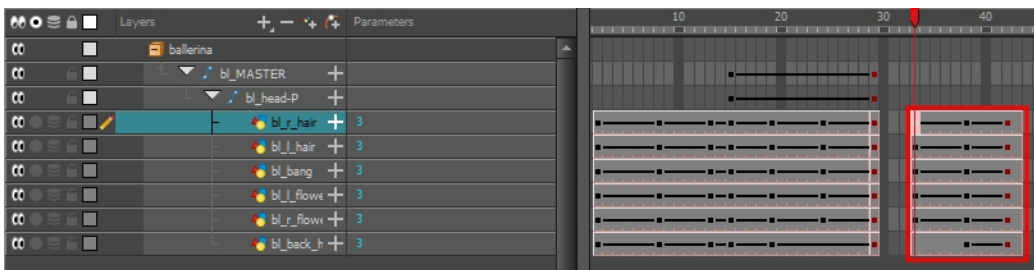 Layers Parameters 10 20 30 40
ballerina
bl_MASTER
bl_head-P
bl_r_hair 3
bl_l_hair 3
bl_bang 3
bl_l_flowe 3
bl_r_flowe 3
bl_back_h 3